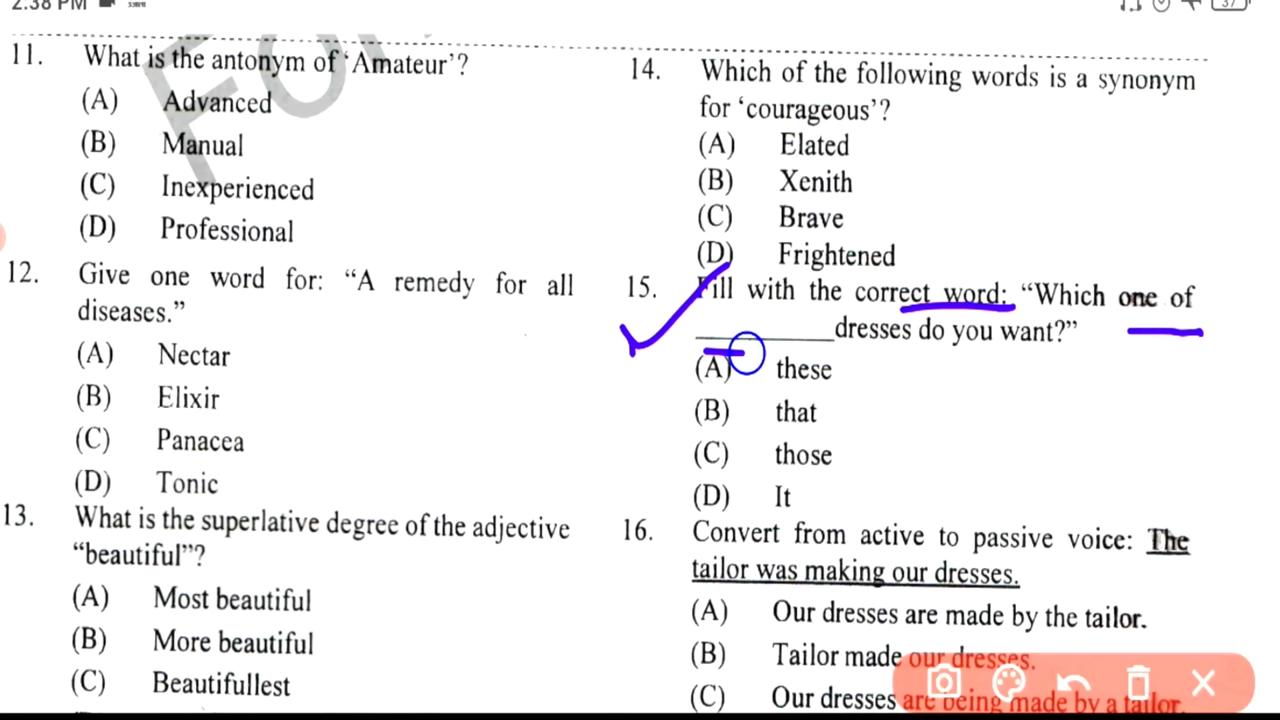 2:38 PM
11. What is the antonym of 'Amateur'?
(A) Advanced
(B) Manual
(C) Inexperienced
(D) Professional
12. Give one word for: "A remedy for all
diseases."
(A) Nectar
(B) Elixir
(C) Panacea
(D) Tonic
13. What is the superlative degree of the adjective
"beautiful"?
(A) Most beautiful
(B) More beautiful
(C) Beautifullest
14. Which of the following words is a synonym
for 'courageous'?
(A) Elated
(B) Xenith
(C) Brave
(D) Frightened
15. Fill with the correct word: "Which one of
____________ dresses do you want?"
(A) these
(B) that
(C) those
(D) It
16. Convert from active to passive voice: The
tailor was making our dresses.
(A) Our dresses are made by the tailor.
(B) Tailor made our dresses.
(C) Our dresses are being made by a tailor.
37